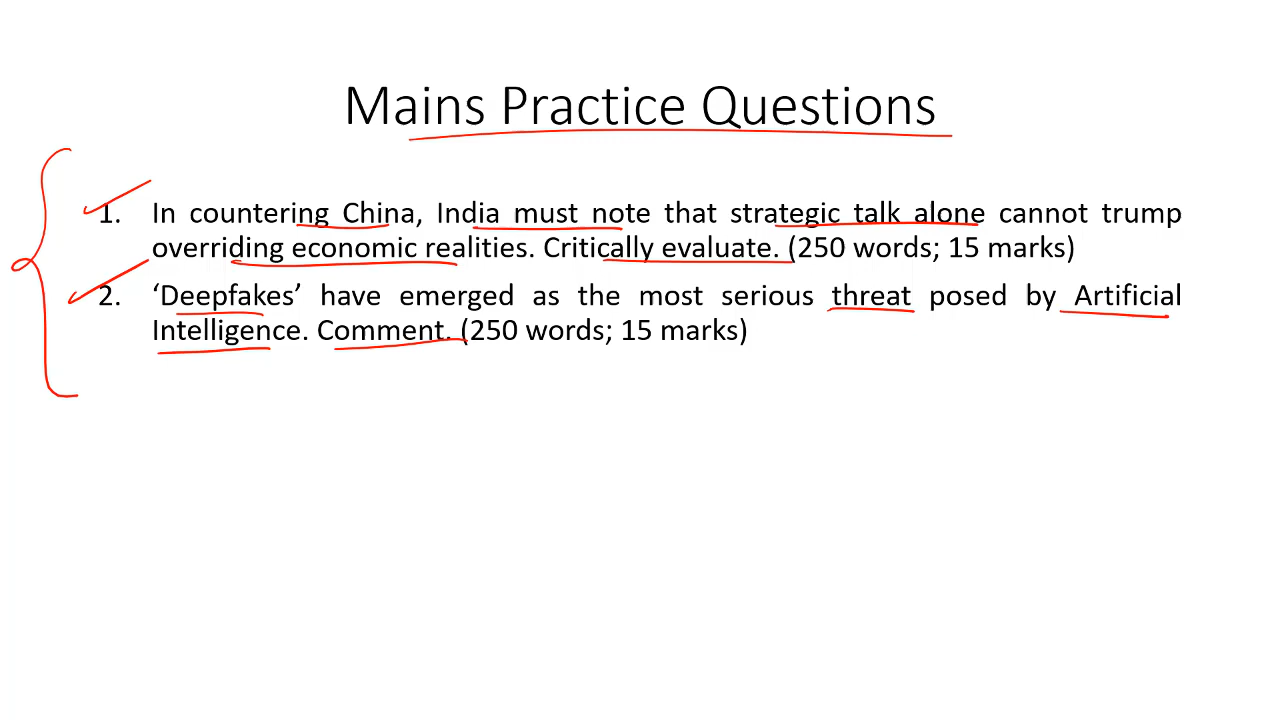 Mains Practice Questions
1. In countering China, India must note that strategic talk alone cannot trump
overriding economic realities. Critically evaluate. (250 words; 15 marks)
2. ‘Deepfakes’ have emerged as the most serious threat posed by Artificial
Intelligence. Comment. (250 words; 15 marks)